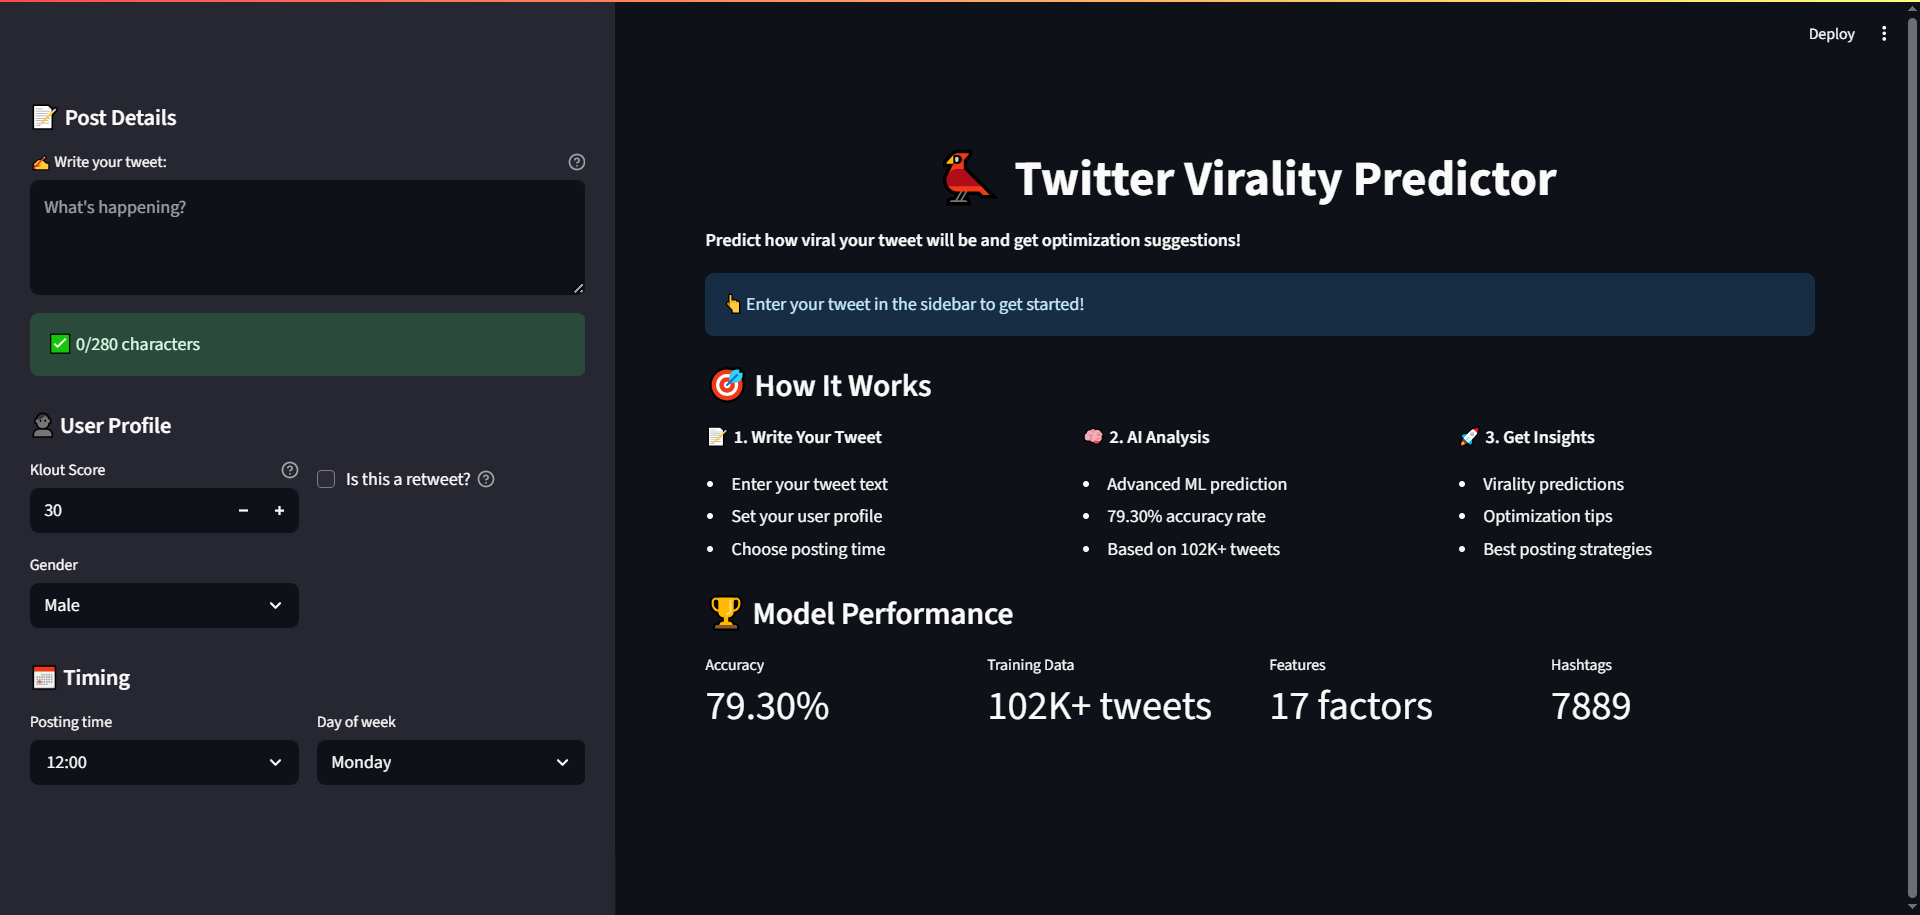 Deploy
Post Details
Write your tweet:
What's happening?
0/280 characters
User Profile
Klout Score
30
Is this a retweet?
Gender
Male
Timing
Posting time
Day of week
12:00
Monday
Twitter Virality Predictor
Predict how viral your tweet will be and get optimization suggestions!
Enter your tweet in the sidebar to get started!
How It Works
1. Write Your Tweet
• Enter your tweet text
• Set your user profile
• Choose posting time
2. AI Analysis
• Advanced ML prediction
• 79.30% accuracy rate
• Based on 102K+ tweets
3. Get Insights
• Virality predictions
• Optimization tips
• Best posting strategies
Model Performance
Accuracy
79.30%
Training Data
102K+ tweets
Features
17 factors
Hashtags
7889